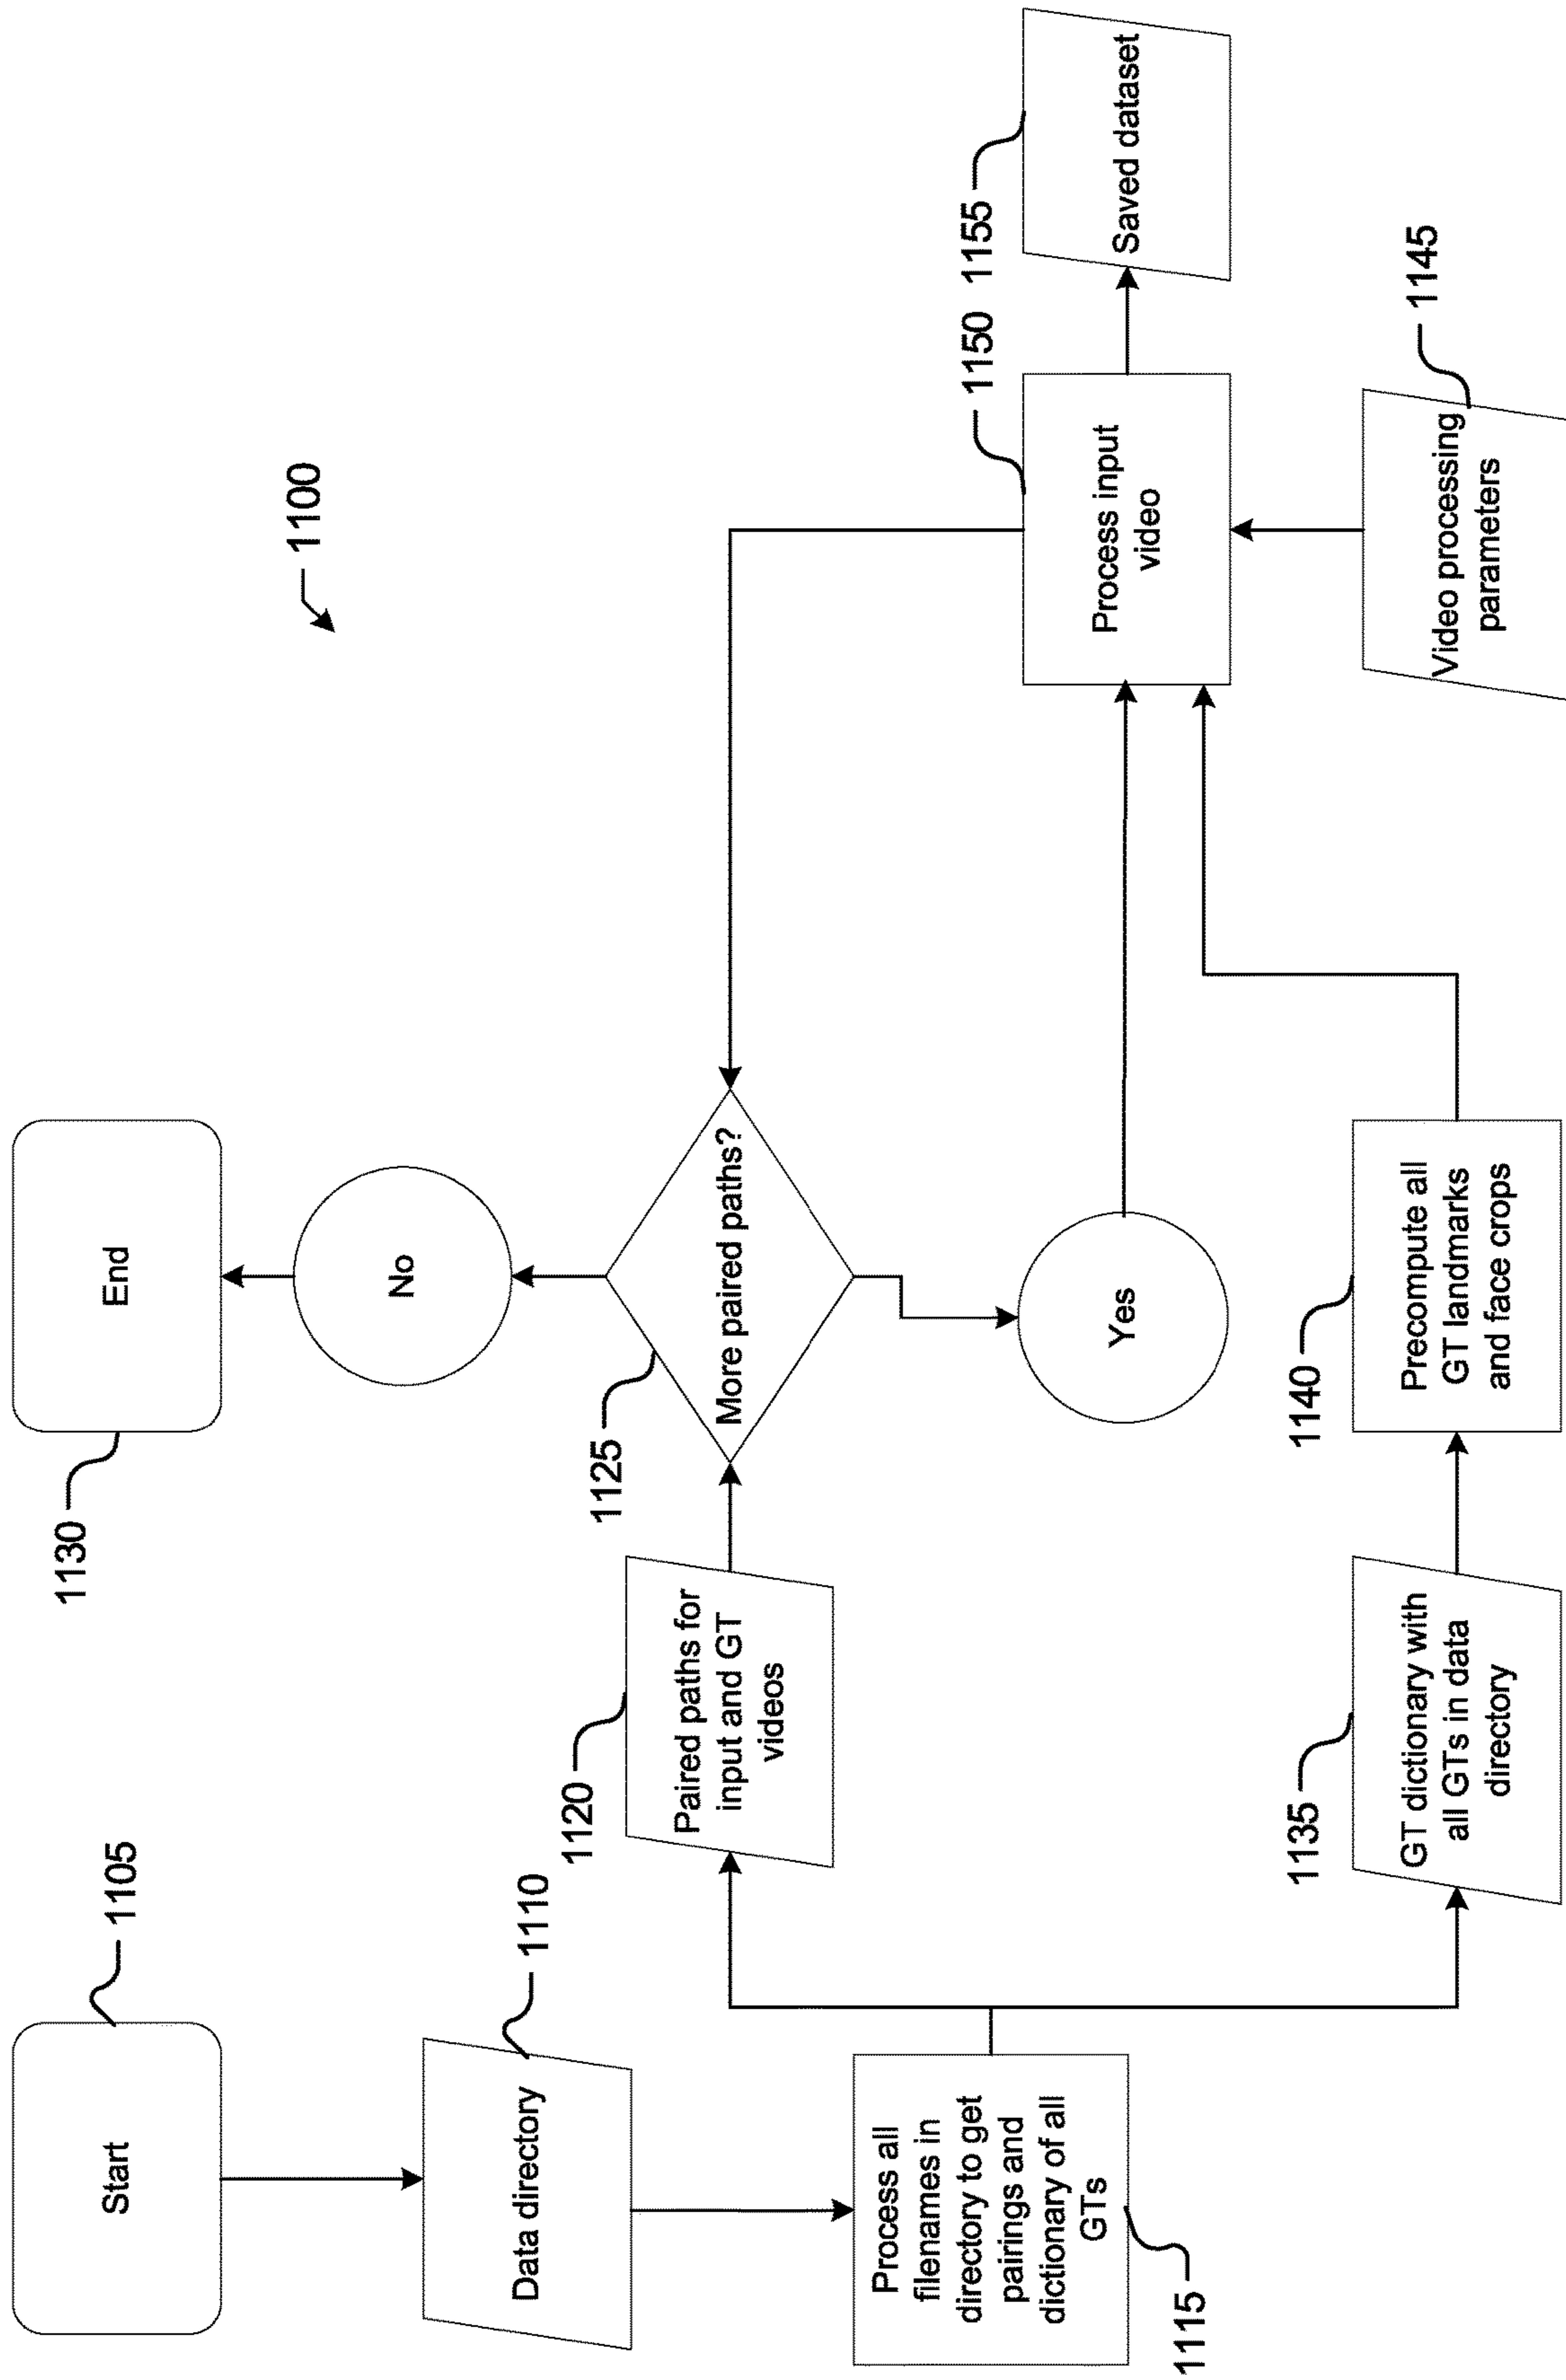 1100
Start
1105
Data directory
1110
Process all
filenames in
directory to get
pairings and
dictionary of all
GTs
1115
Paired paths for
input and GT
videos
1120
More paired paths?
1125
No
End
1130
Yes
GT dictionary with
all GTs in data
directory
1135
Precompute all
GT landmarks
and face crops
1140
Video processing
parameters
1145
Process input
video
1150
Saved dataset
1155